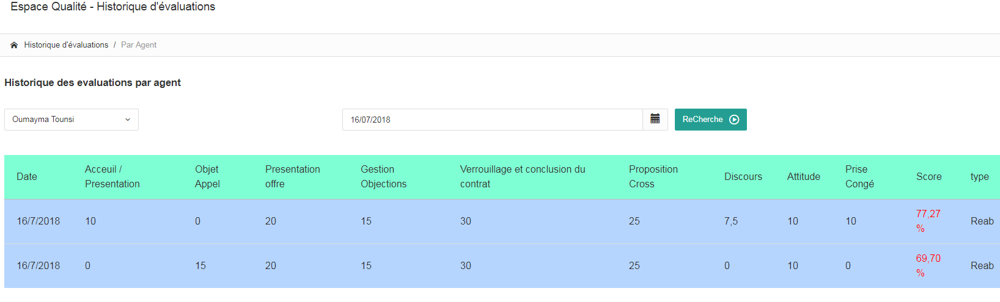 Espace Qualité - Historique d'évaluations
Historique d'évaluations / Par Agent
Historique des evaluations par agent
Oumayma Tounsi
16/07/2018
ReCherche
Date Acceuil / Presentation Objet Appel Presentation offre Gestion Objections Verrouillage et conclusion du contrat Proposition Cross Discours Attitude Prise Congé Score type
16/7/2018 10 0 20 15 30 25 7,5 10 10 77,27 % Reab
16/7/2018 0 15 20 15 30 25 0 10 0 69,70 % Reab